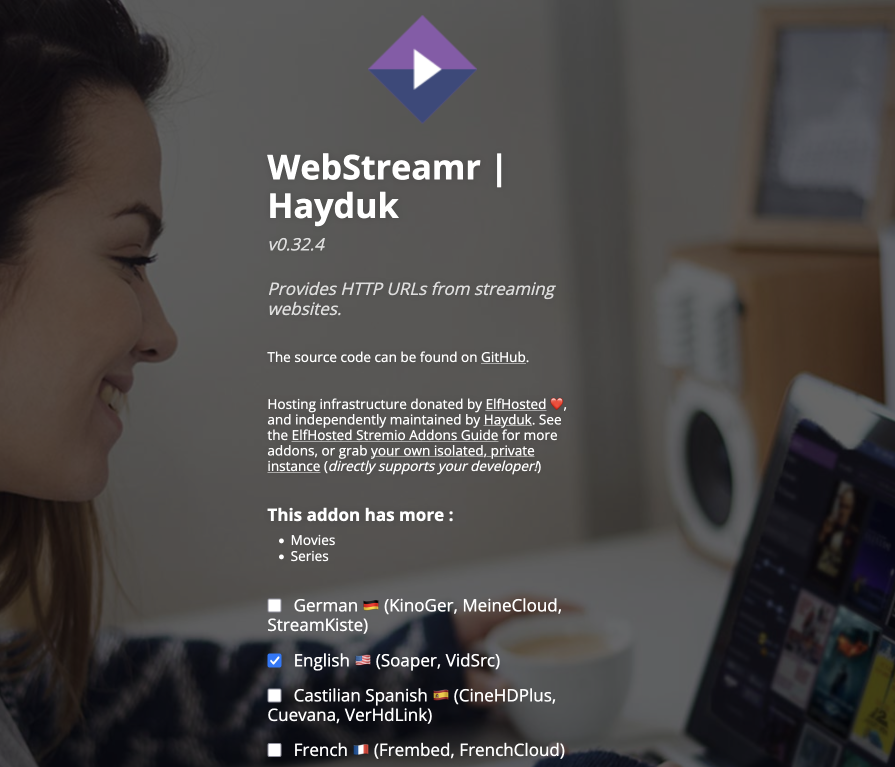 WebStreamr |
Hayduk
v0.32.4
Provides HTTP URLs from streaming
websites.
The source code can be found on GitHub.
Hosting infrastructure donated by ElfHosted ❤️,
and independently maintained by Hayduk. See
the ElfHosted Stremio Addons Guide for more
addons, or grab your own isolated, private
instance (directly supports your developer!)
This addon has more :
• Movies
• Series
German 🇩🇪 (KinoGer, MeineCloud,
StreamKiste)
English 🇺🇸 (Soaper, VidSrc)
Castilian Spanish 🇪🇸 (CineHDPlus,
Cuevana, VerHdLink)
French 🇫🇷 (Frembed, FrenchCloud)